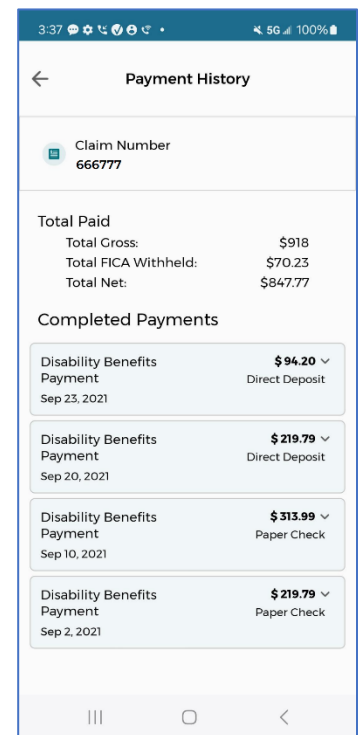 3:37 5G 100%
Payment History
Claim Number
666777
Total Paid
Total Gross: $918
Total FICA Withheld: $70.23
Total Net: $847.77
Completed Payments
Disability Benefits $ 94.20
Payment Direct Deposit
Sep 23, 2021
Disability Benefits $ 219.79
Payment Direct Deposit
Sep 20, 2021
Disability Benefits $ 313.99
Payment Paper Check
Sep 10, 2021
Disability Benefits $ 219.79
Payment Paper Check
Sep 2, 2021